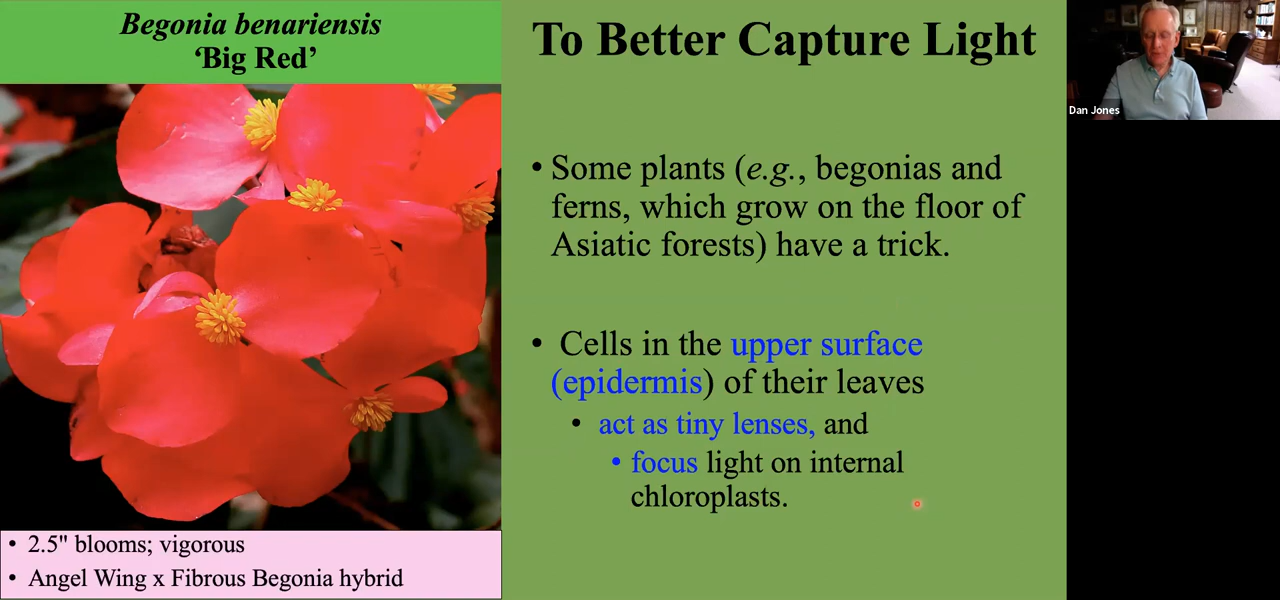 Begonia benariensis
‘Big Red’
• 2.5" blooms; vigorous
• Angel Wing x Fibrous Begonia hybrid
To Better Capture Light
• Some plants (e.g., begonias and
ferns, which grow on the floor of
Asiatic forests) have a trick.
• Cells in the upper surface
(epidermis) of their leaves
• act as tiny lenses, and
• focus light on internal
chloroplasts.
Dan Jones